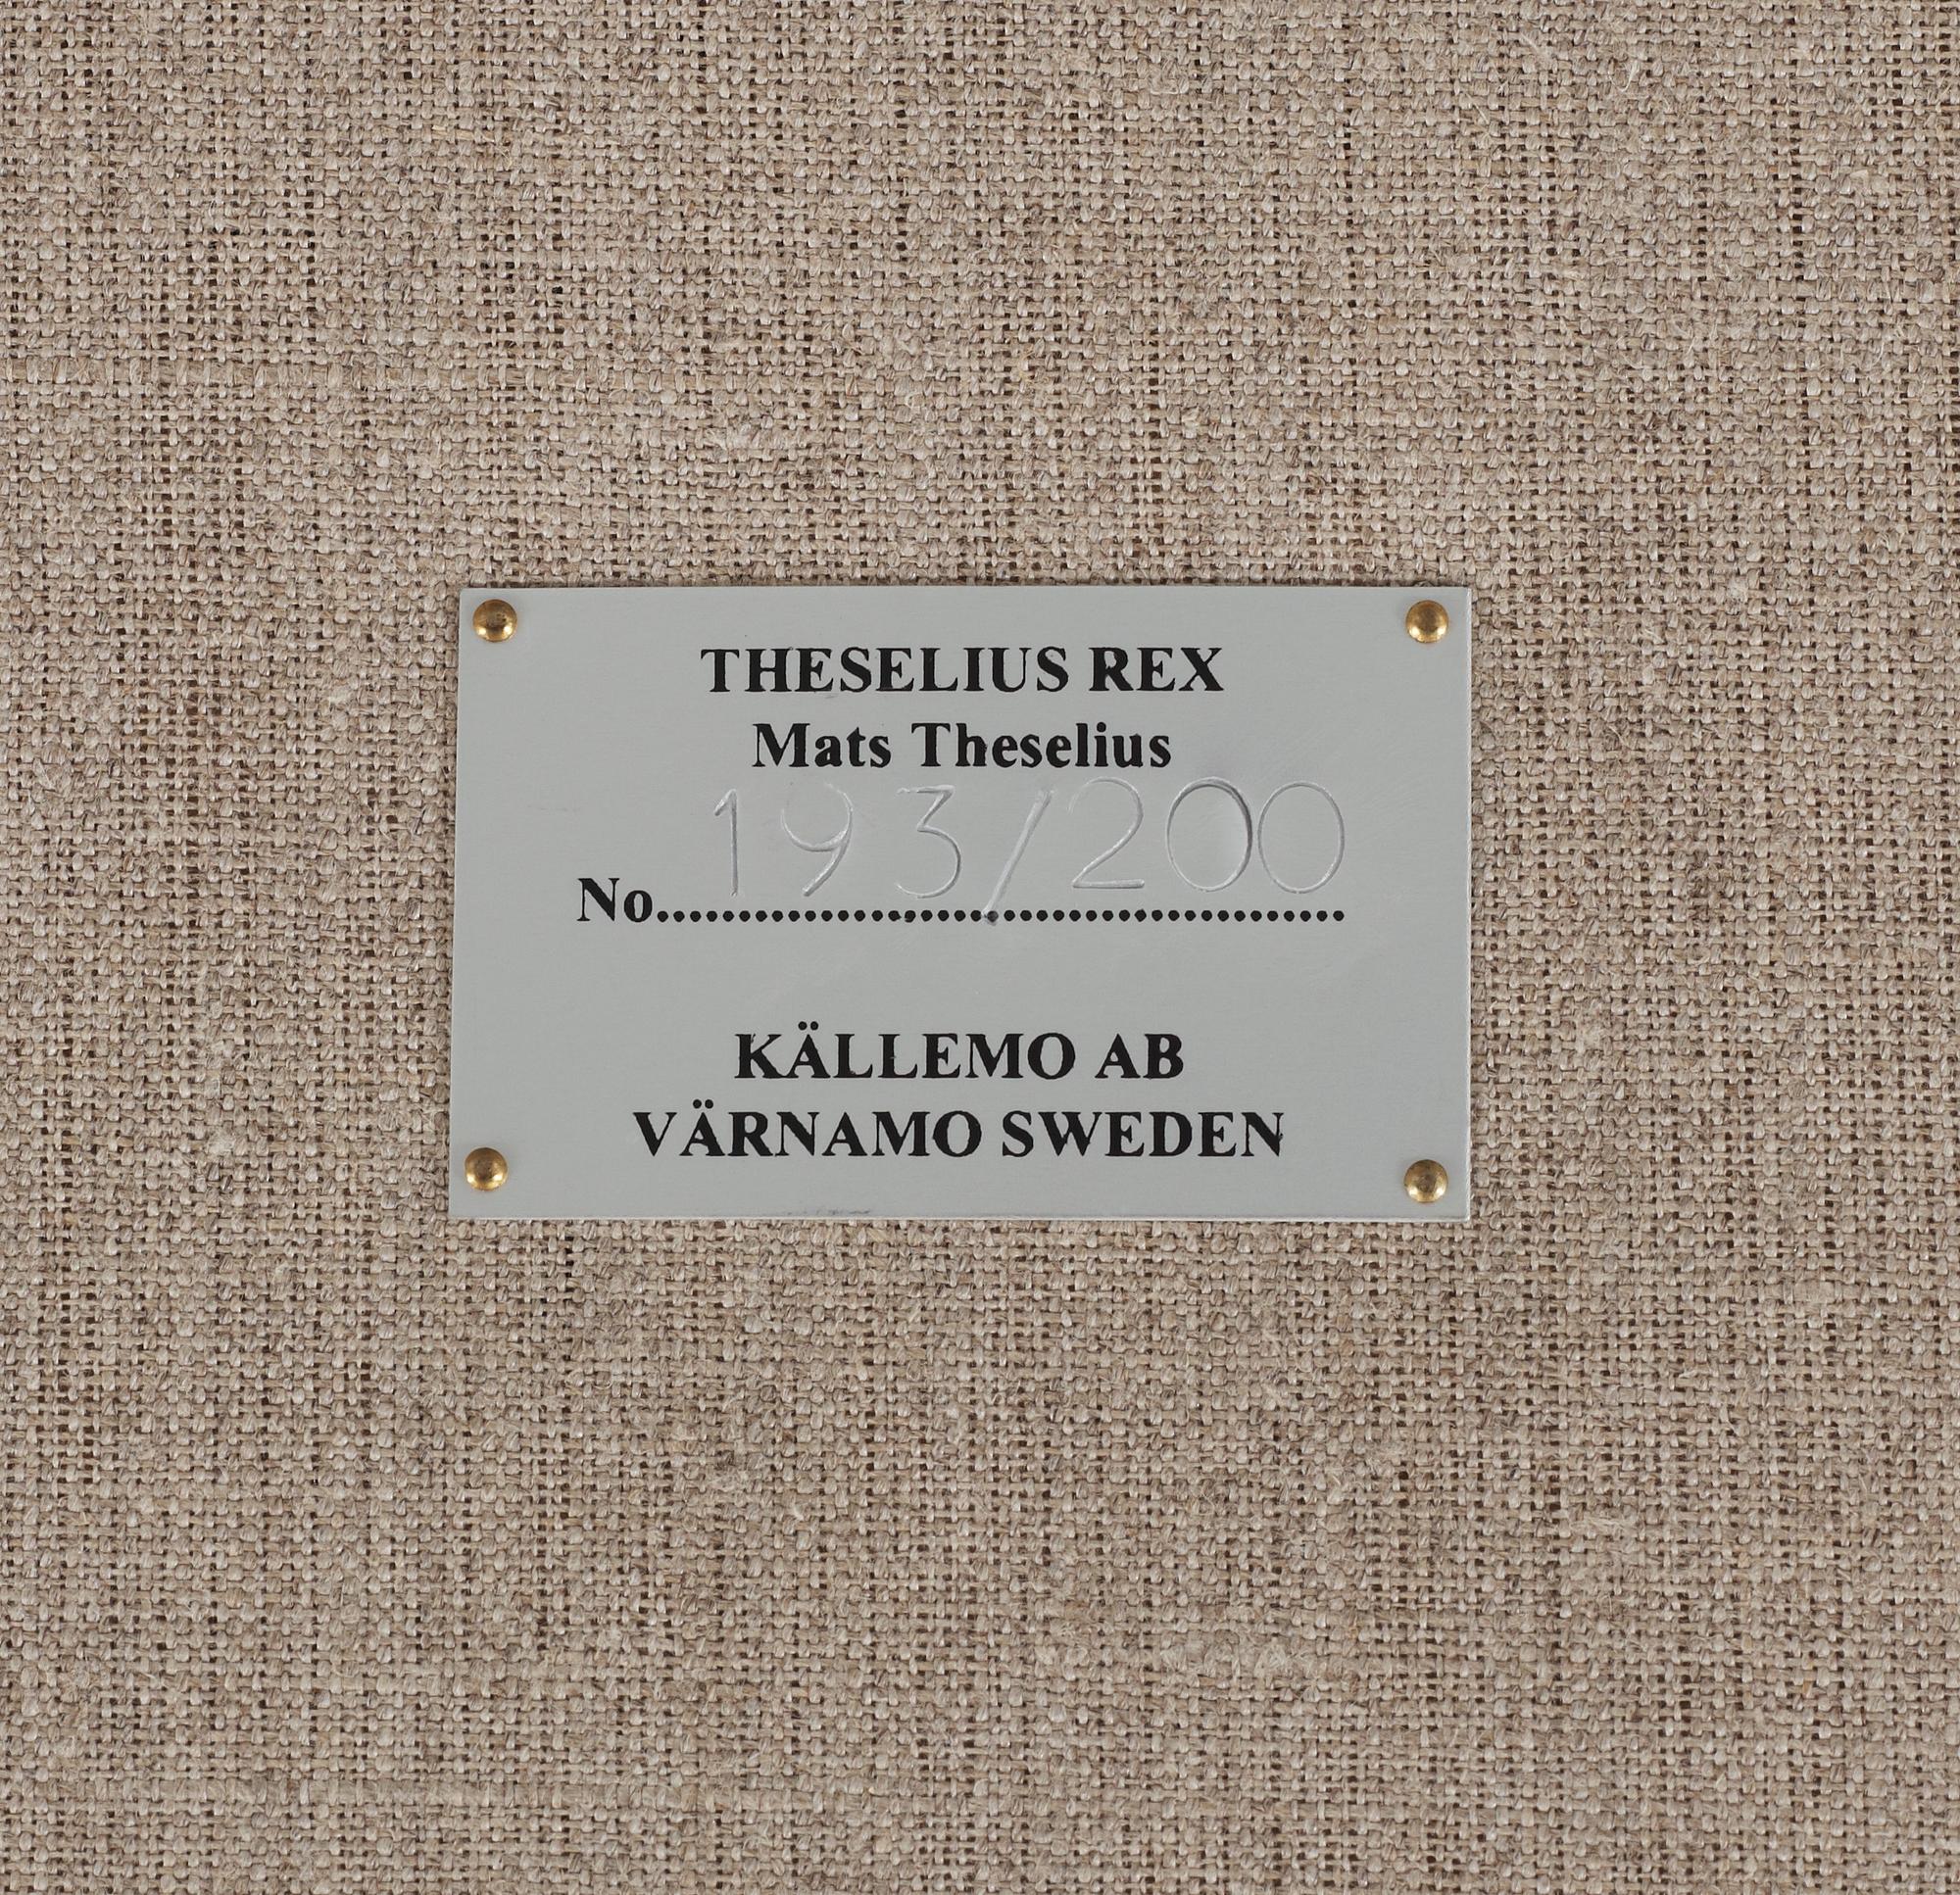 THESELIUS REX
Mats Theselius
No..........................................193/200
KÄLLEMO AB
VÄRNAMO SWEDEN